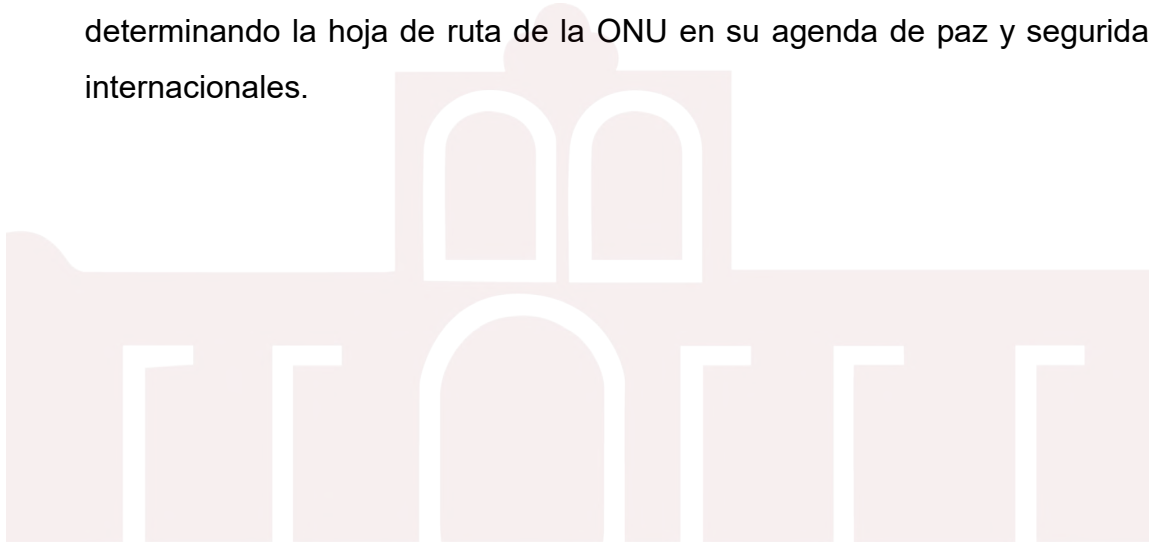 determinando la hoja de ruta de la ONU en su agenda de paz y segurida
internacionales.